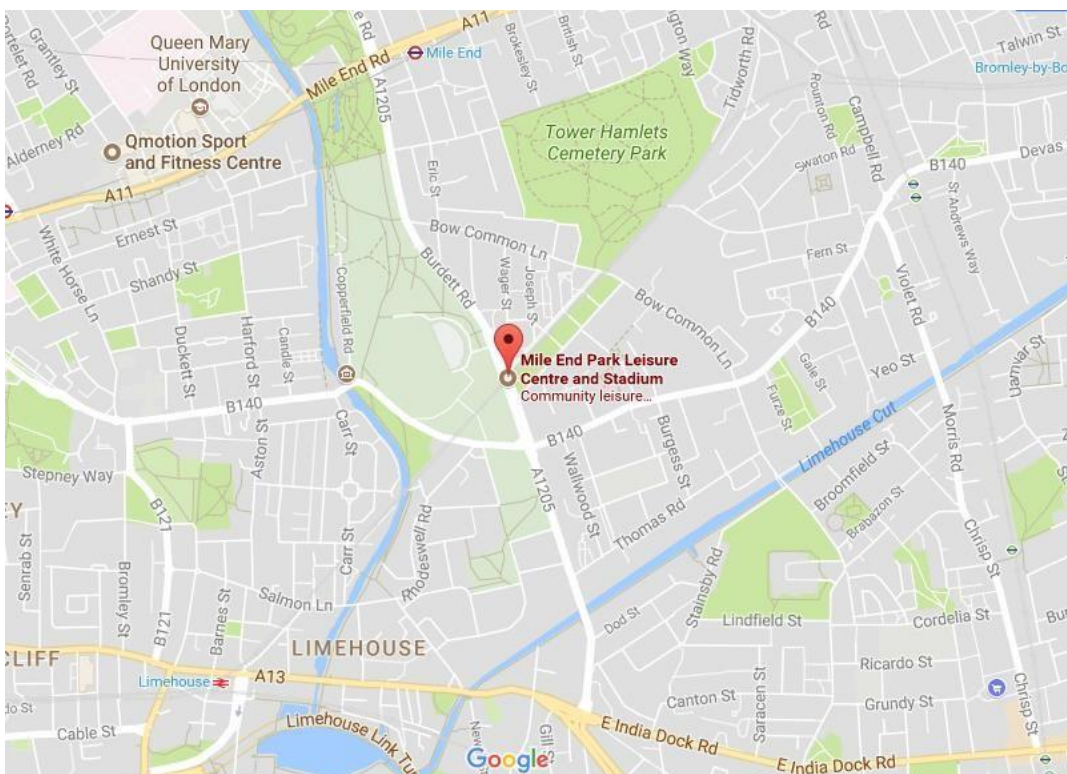 Queen Mary
University
of London
Mile End Rd
A11
Mile End
Brokesley St
British St
Tidworth Rd
Talwin St
Grantley St
Alderney Rd
Qmotion Sport
and Fitness Centre
A11
A1205
Eric St
Tower Hamlets
Cemetery Park
Rounton Rd
Swaton Rd
Campbell Rd
B140
Devas
St Andrews Way
White Horse Ln
Ernest St
Shandy St
Bow Common Ln
Fern St
Copperfield Rd
Burdett Rd
Wager St
Joseph St
Bow Common Ln
B140
Violet Rd
Duckett St
Harford St
Candle St
Mile End Park Leisure
Centre and Stadium
Community leisure...
Gale St
Furze St
Yeo St
B140
Aston St
Carr St
B140
Burgess St
Limehouse Cut
Morris Rd
Stepney Way
B121
A1205
Wallwood St
Thomas Rd
Broomfield St
Brabazon St
Senrab St
Bromley St
Carr St
Rhodeswell Rd
Chrisp St
Salmon Ln
B121
Barnes St
Dod St
Stainsby Rd
Lindfield St
Cordelia St
LIMEHOUSE
Limehouse
A13
Ricardo St
Canton St
Saracen St
Grundy St
Chrisp St
Cable St
Gill St
E India Dock Rd
E India Dock Rd
Google